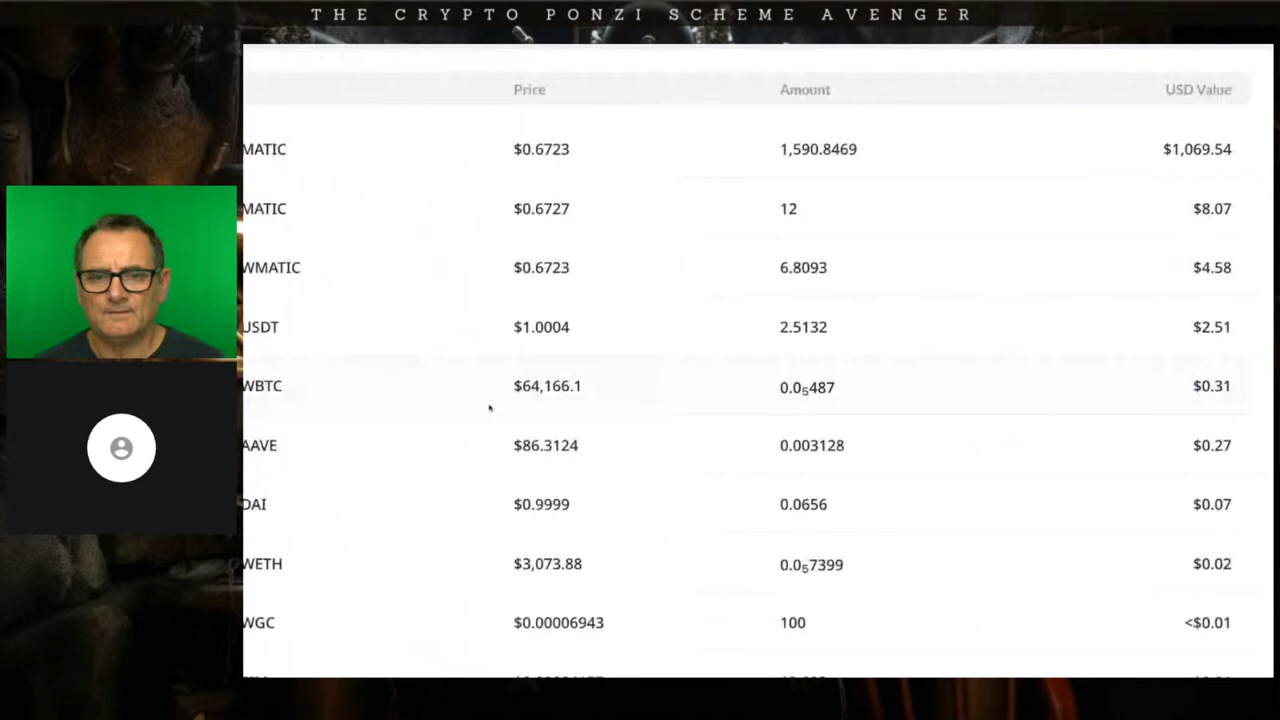 THE CRYPTO PONZI SCHEME AVENGER
Price Amount USD Value
MATIC $0.6723 1,590.8469 $1,069.54
MATIC $0.6727 12 $8.07
WMATIC $0.6723 6.8093 $4.58
USDT $1.0004 2.5132 $2.51
WBTC $64,166.1 0.0₅487 $0.31
AAVE $86.3124 0.003128 $0.27
DAI $0.9999 0.0656 $0.07
WETH $3,073.88 0.0₅7399 $0.02
WGC $0.00006943 100 <$0.01